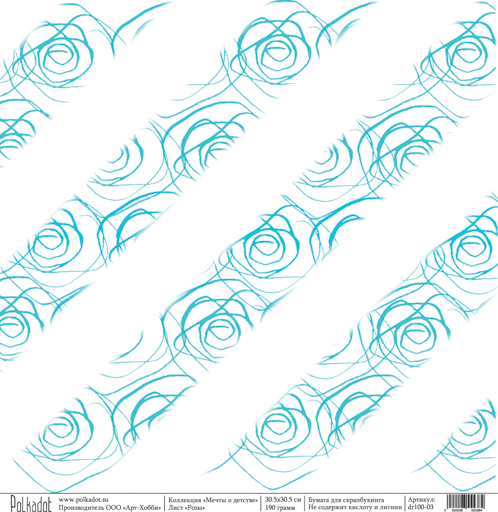 Polkadot
www.polkadot.su
Производитель ООО «Арт-Хобби»
Коллекция «Мечты о детстве»
Лист «Розы»
30.5x30.5 см
190 грамм
Бумага для скрапбукинга
Не содержит кислоту и лигнин
Артикул:
dr100-03